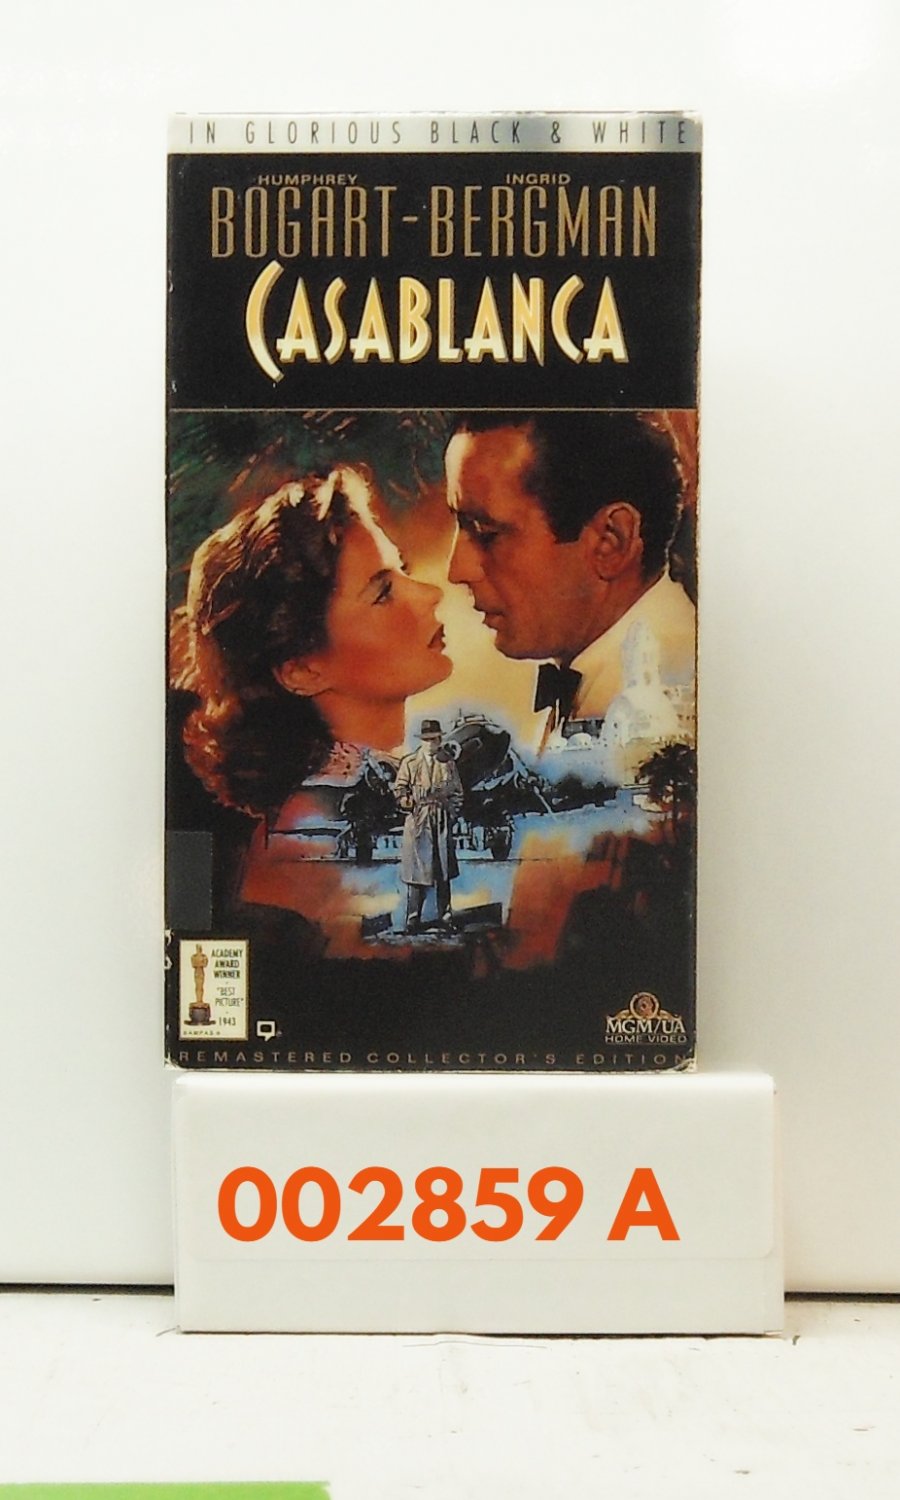 IN GLORIOUS BLACK & WHITE
HUMPHREY INGRID
BOGART-BERGMAN
CASABLANCA
ACADEMY
AWARD
WINNER
"BEST
PICTURE"
1943
©AMPAS®
MGM/UA
HOME VIDEO
REMASTERED COLLECTOR'S EDITION
002859 A